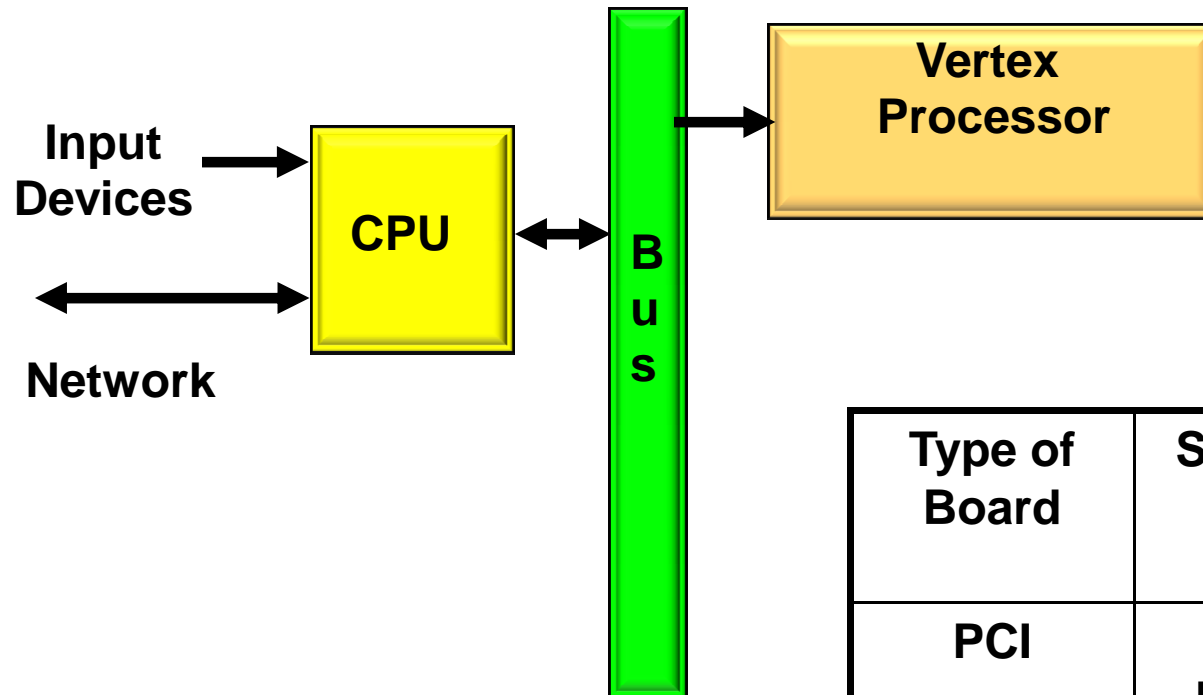 Vertex
Processor
Input
Devices
CPU
B
u
s
Network
Type of
Board
S
PCI